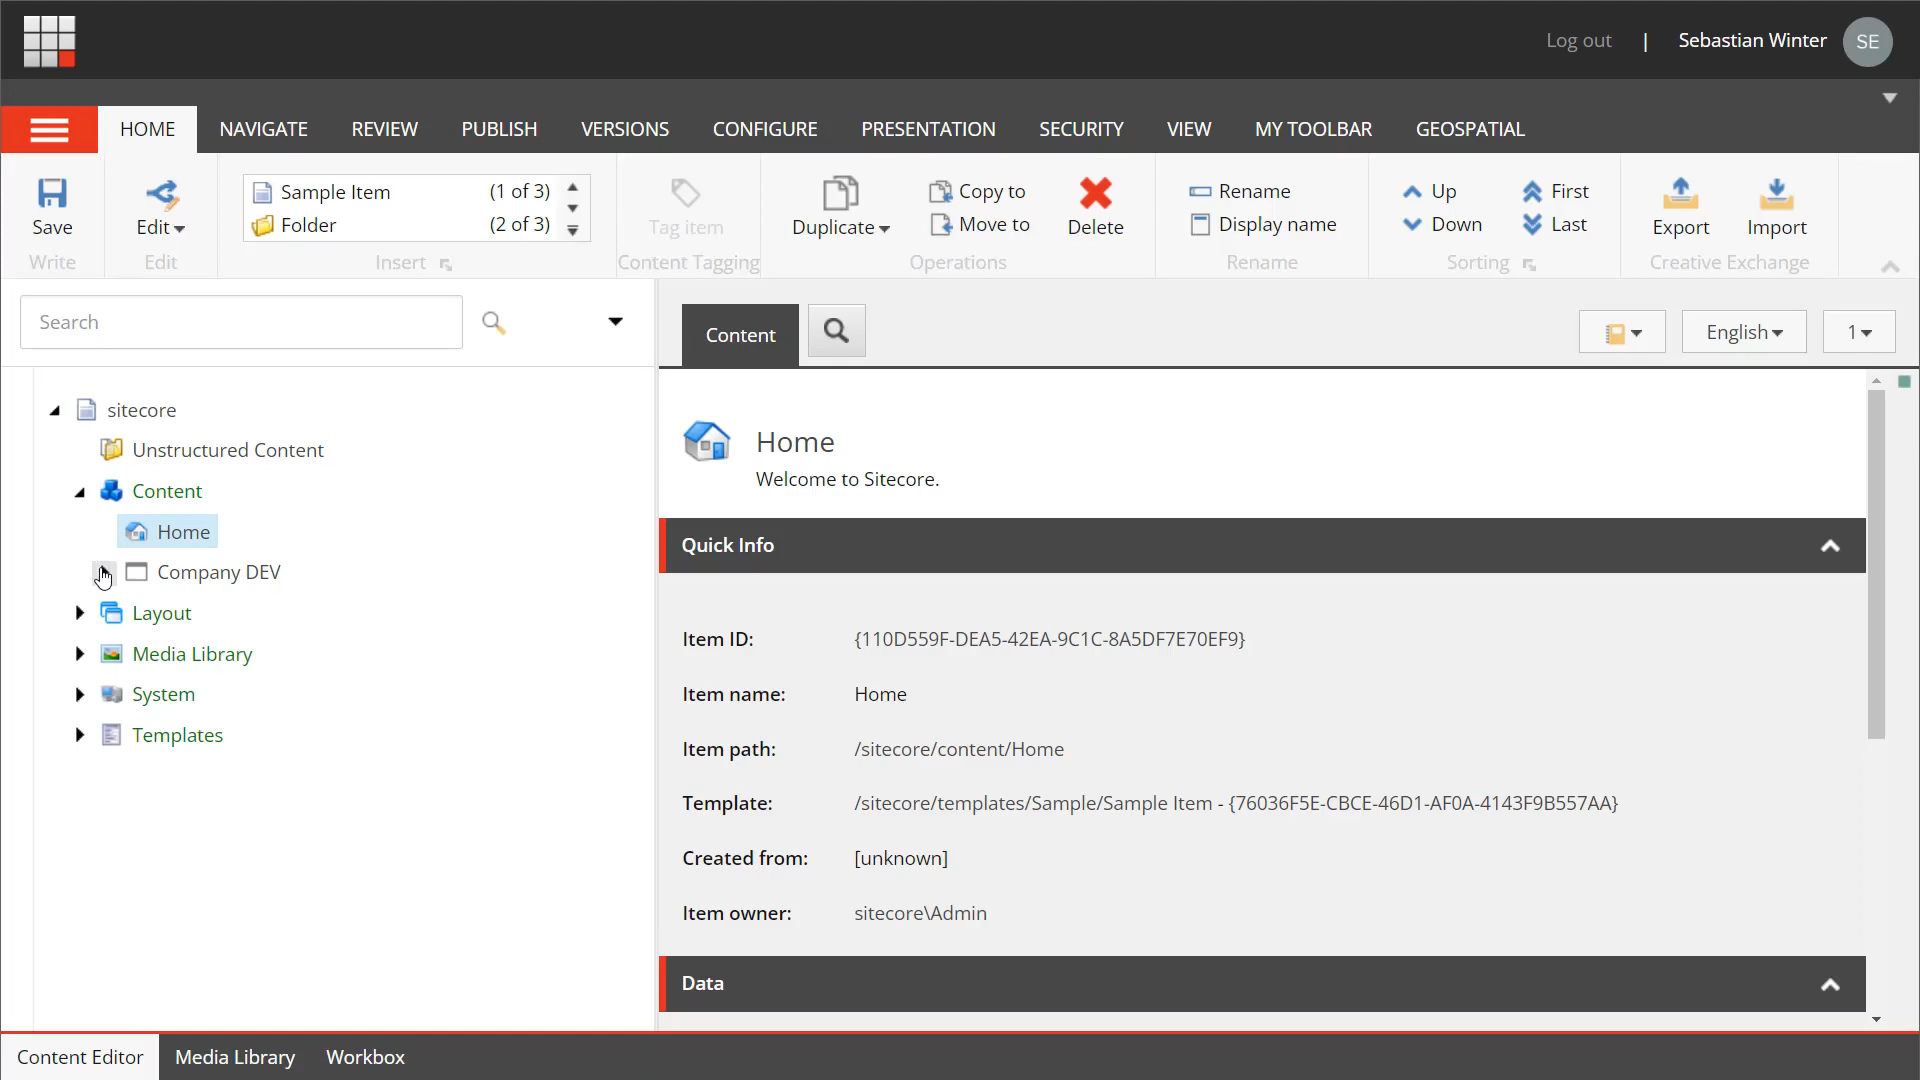 Log out | Sebastian Winter SE
HOME NAVIGATE REVIEW PUBLISH VERSIONS CONFIGURE PRESENTATION SECURITY VIEW MY TOOLBAR GEOSPATIAL
Sample Item (1 of 3) Copy to Rename Up First
Folder (2 of 3) Move to Display name Down Last
Save Edit Tag item Duplicate Delete Export Import
Write Edit Insert Content Tagging Operations Rename Sorting Creative Exchange
Search
Content English 1
sitecore
Unstructured Content
Content
Home
Company DEV
Layout
Media Library
System
Templates
Home
Welcome to Sitecore.
Quick Info
Item ID: {110D559F-DEA5-42EA-9C1C-8A5DF7E70EF9}
Item name: Home
Item path: /sitecore/content/Home
Template: /sitecore/templates/Sample/Sample Item - {76036F5E-CBCE-46D1-AF0A-4143F9B557AA}
Created from: [unknown]
Item owner: sitecore\Admin
Data
Content Editor Media Library Workbox